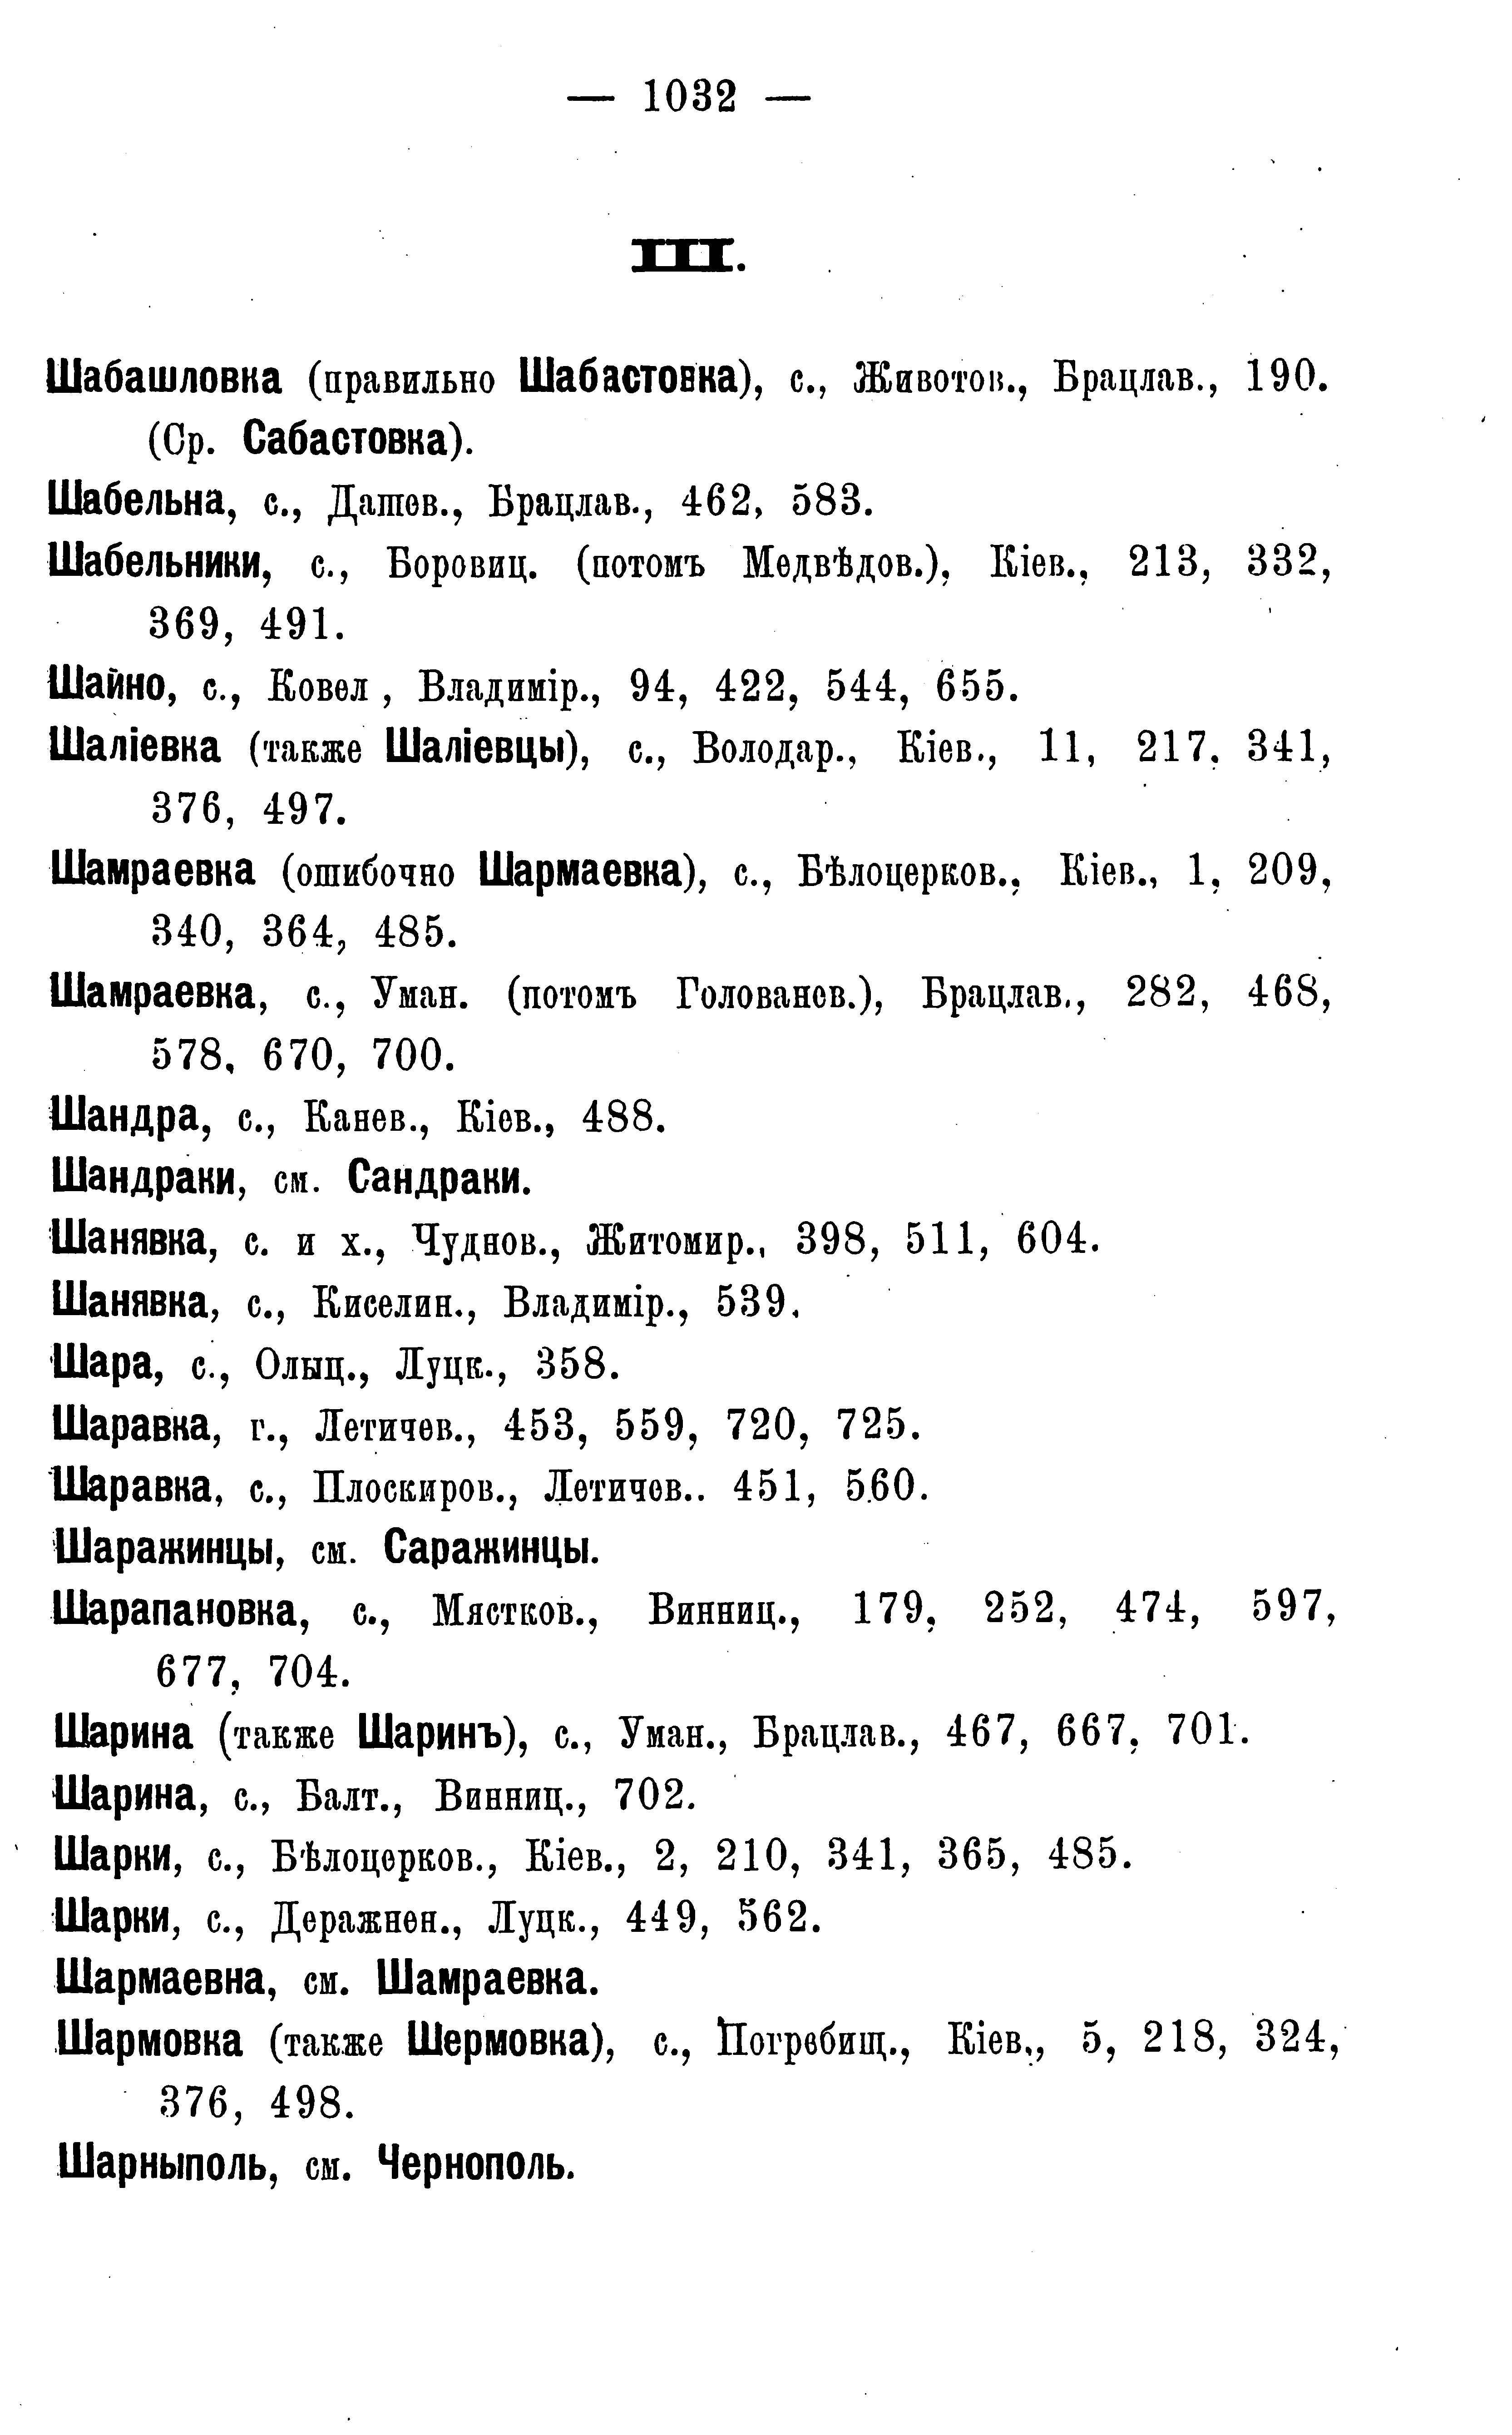 — 1032 —
Ш.
Шабашловка (правильно Шабастовка), с., Животов., Брацлав., 190.
(Ср. Сабастовка).
Шабельна, с., Дашев., Брацлав., 462, 583.
Шабельники, с., Боровиц. (потомъ Медвѣдов.), Кіев., 213, 332,
369, 491.
Шайно, с., Ковел , Владимір., 94, 422, 544, 655.
Шаліевка (также Шаліевцы), с., Володар., Кіев., 11, 217, 341,
376, 497.
Шамраевка (ошибочно Шармаевка), с., Бѣлоцерков., Кіев., 1, 209,
340, 364, 485.
Шамраевка, с., Уман. (потомъ Голованев.), Брацлав., 282, 468,
578, 670, 700.
Шандра, с., Канев., Кіев., 488.
Шандраки, см. Сандраки.
Шанявка, с. и х., Чуднов., Житомир., 398, 511, 604.
Шанявка, с., Киселин., Владимір., 539.
Шара, с., Олыц., Луцк., 358.
Шаравка, г., Летичев., 453, 559, 720, 725.
Шаравка, с., Плоскиров., Летичев.. 451, 560.
Шаражинцы, см. Саражинцы.
Шарапановка, с., Мястков., Винниц., 179, 252, 474, 597,
677, 704.
Шарина (также Шаринъ), с., Уман., Брацлав., 467, 667, 701.
Шарина, с., Балт., Винниц., 702.
Шарки, с., Бѣлоцерков., Кіев., 2, 210, 341, 365, 485.
Шарки, с., Деражнен., Луцк., 449, 562.
Шармаевна, см. Шамраевка.
Шармовка (также Шермовка), с., Погребищ., Кіев., 5, 218, 324,
376, 498.
Шарныполь, см. Чернополь.